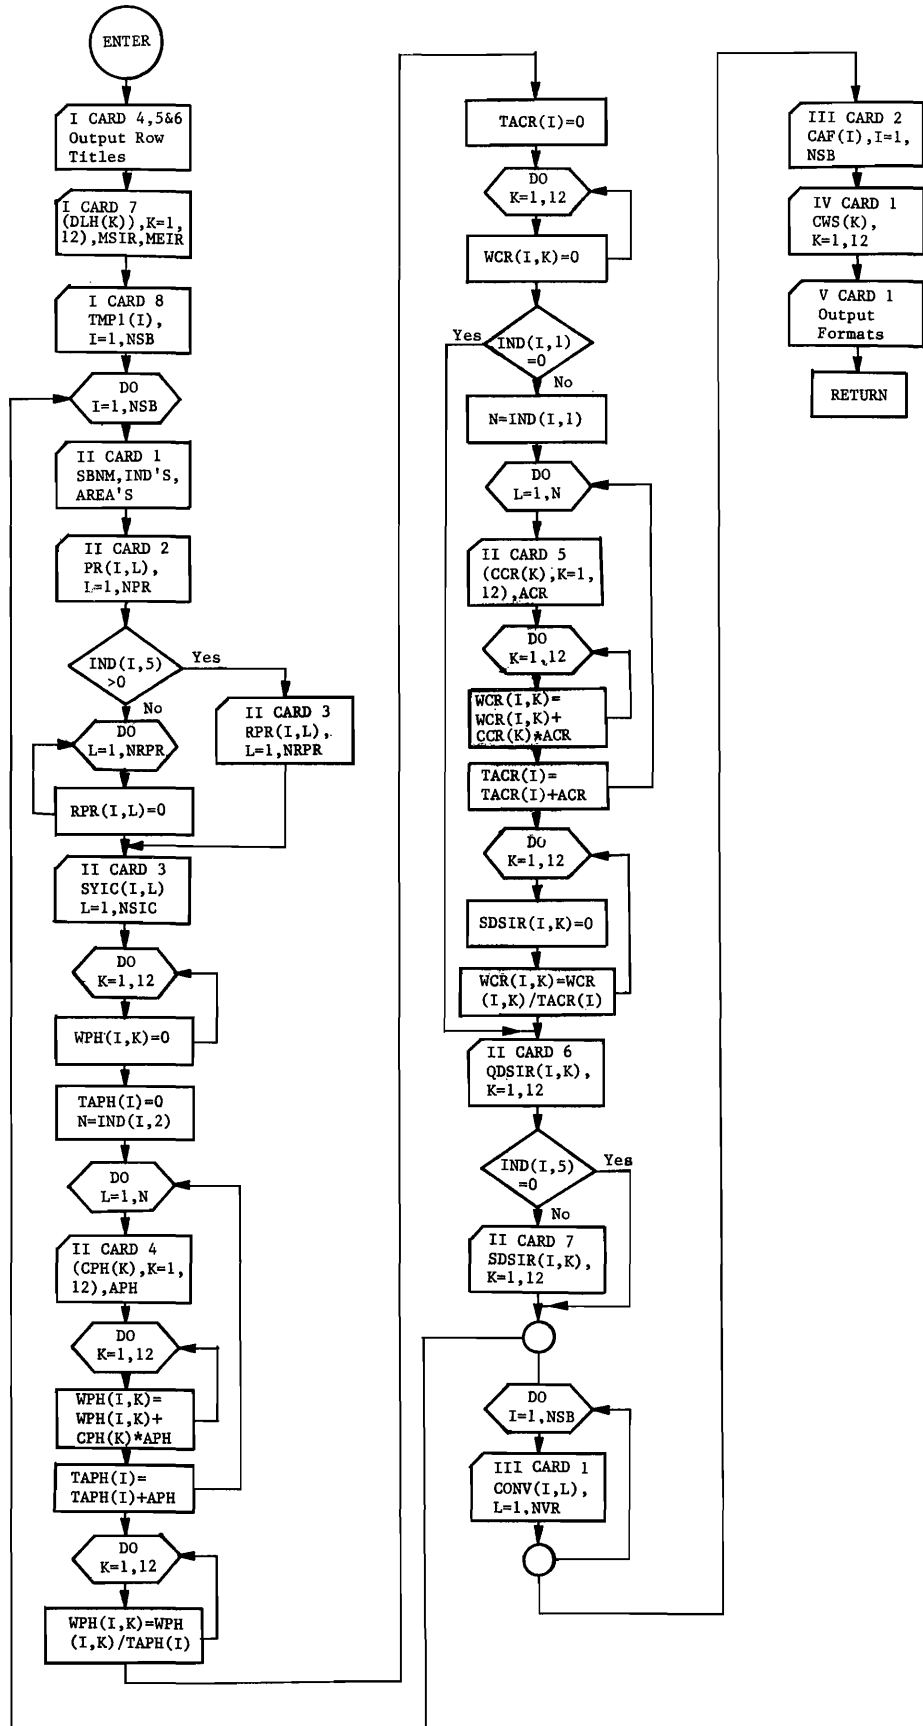 ENTER
I CARD 4,5&6
Output Row
Titles
I CARD 7
(DLH(K)),K=1,
12),MSIR,MEIR
I CARD 8
TMP1(I),
I=1,NSB
DO
I=1,NSB
II CARD 1
SBNM,IND'S,
AREA'S
II CARD 2
PR(I,L),
L=1,NPR
IND(I,5)
>0
Yes
No
II CARD 3
RPR(I,L),
L=1,NRPR
DO
L=1,NRPR
RPR(I,L)=0
II CARD 3
SYIC(I,L)
L=1,NSIC
DO
K=1,12
WPH(I,K)=0
TAPH(I)=0
N=IND(I,2)
DO
L=1,N
II CARD 4
(CPH(K),K=1,
12),APH
DO
K=1,12
WPH(I,K)=
WPH(I,K)+
CPH(K)*APH
TAPH(I)=
TAPH(I)+APH
DO
K=1,12
WPH(I,K)=WPH
(I,K)/TAPH(I)
TACR(I)=0
DO
K=1,12
WCR(I,K)=0
Yes
IND(I,1)
=0
No
N=IND(I,1)
DO
L=1,N
II CARD 5
(CCR(K),K=1,
12),ACR
DO
K=1,12
WCR(I,K)=
WCR(I,K)+
CCR(K)*ACR
TACR(I)=
TACR(I)+ACR
DO
K=1,12
SDSIR(I,K)=0
WCR(I,K)=WCR
(I,K)/TACR(I)
II CARD 6
QDSIR(I,K),
K=1,12
IND(I,5)
=0
Yes
No
II CARD 7
SDSIR(I,K),
K=1,12
DO
I=1,NSB
III CARD 1
CONV(I,L),
L=1,NVR
III CARD 2
CAF(I),I=1,
NSB
IV CARD 1
CWS(K),
K=1,12
V CARD 1
Output
Formats
RETURN